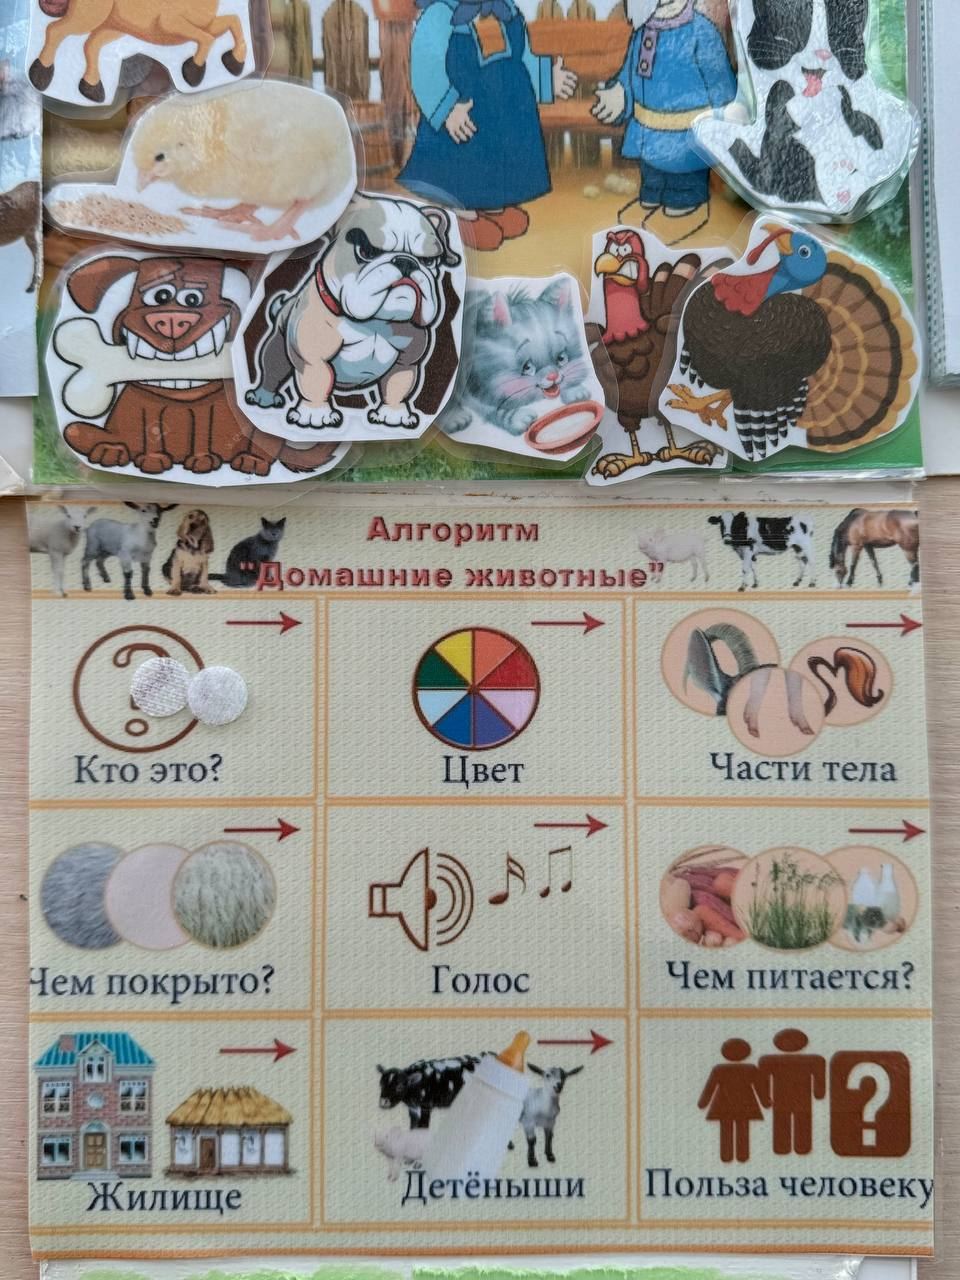 Алгоритм
"Домашние животные"
Кто это?
Цвет
Части тела
Чем покрыто?
Голос
Чем питается?
Жилище
Детёныши
Польза человеку